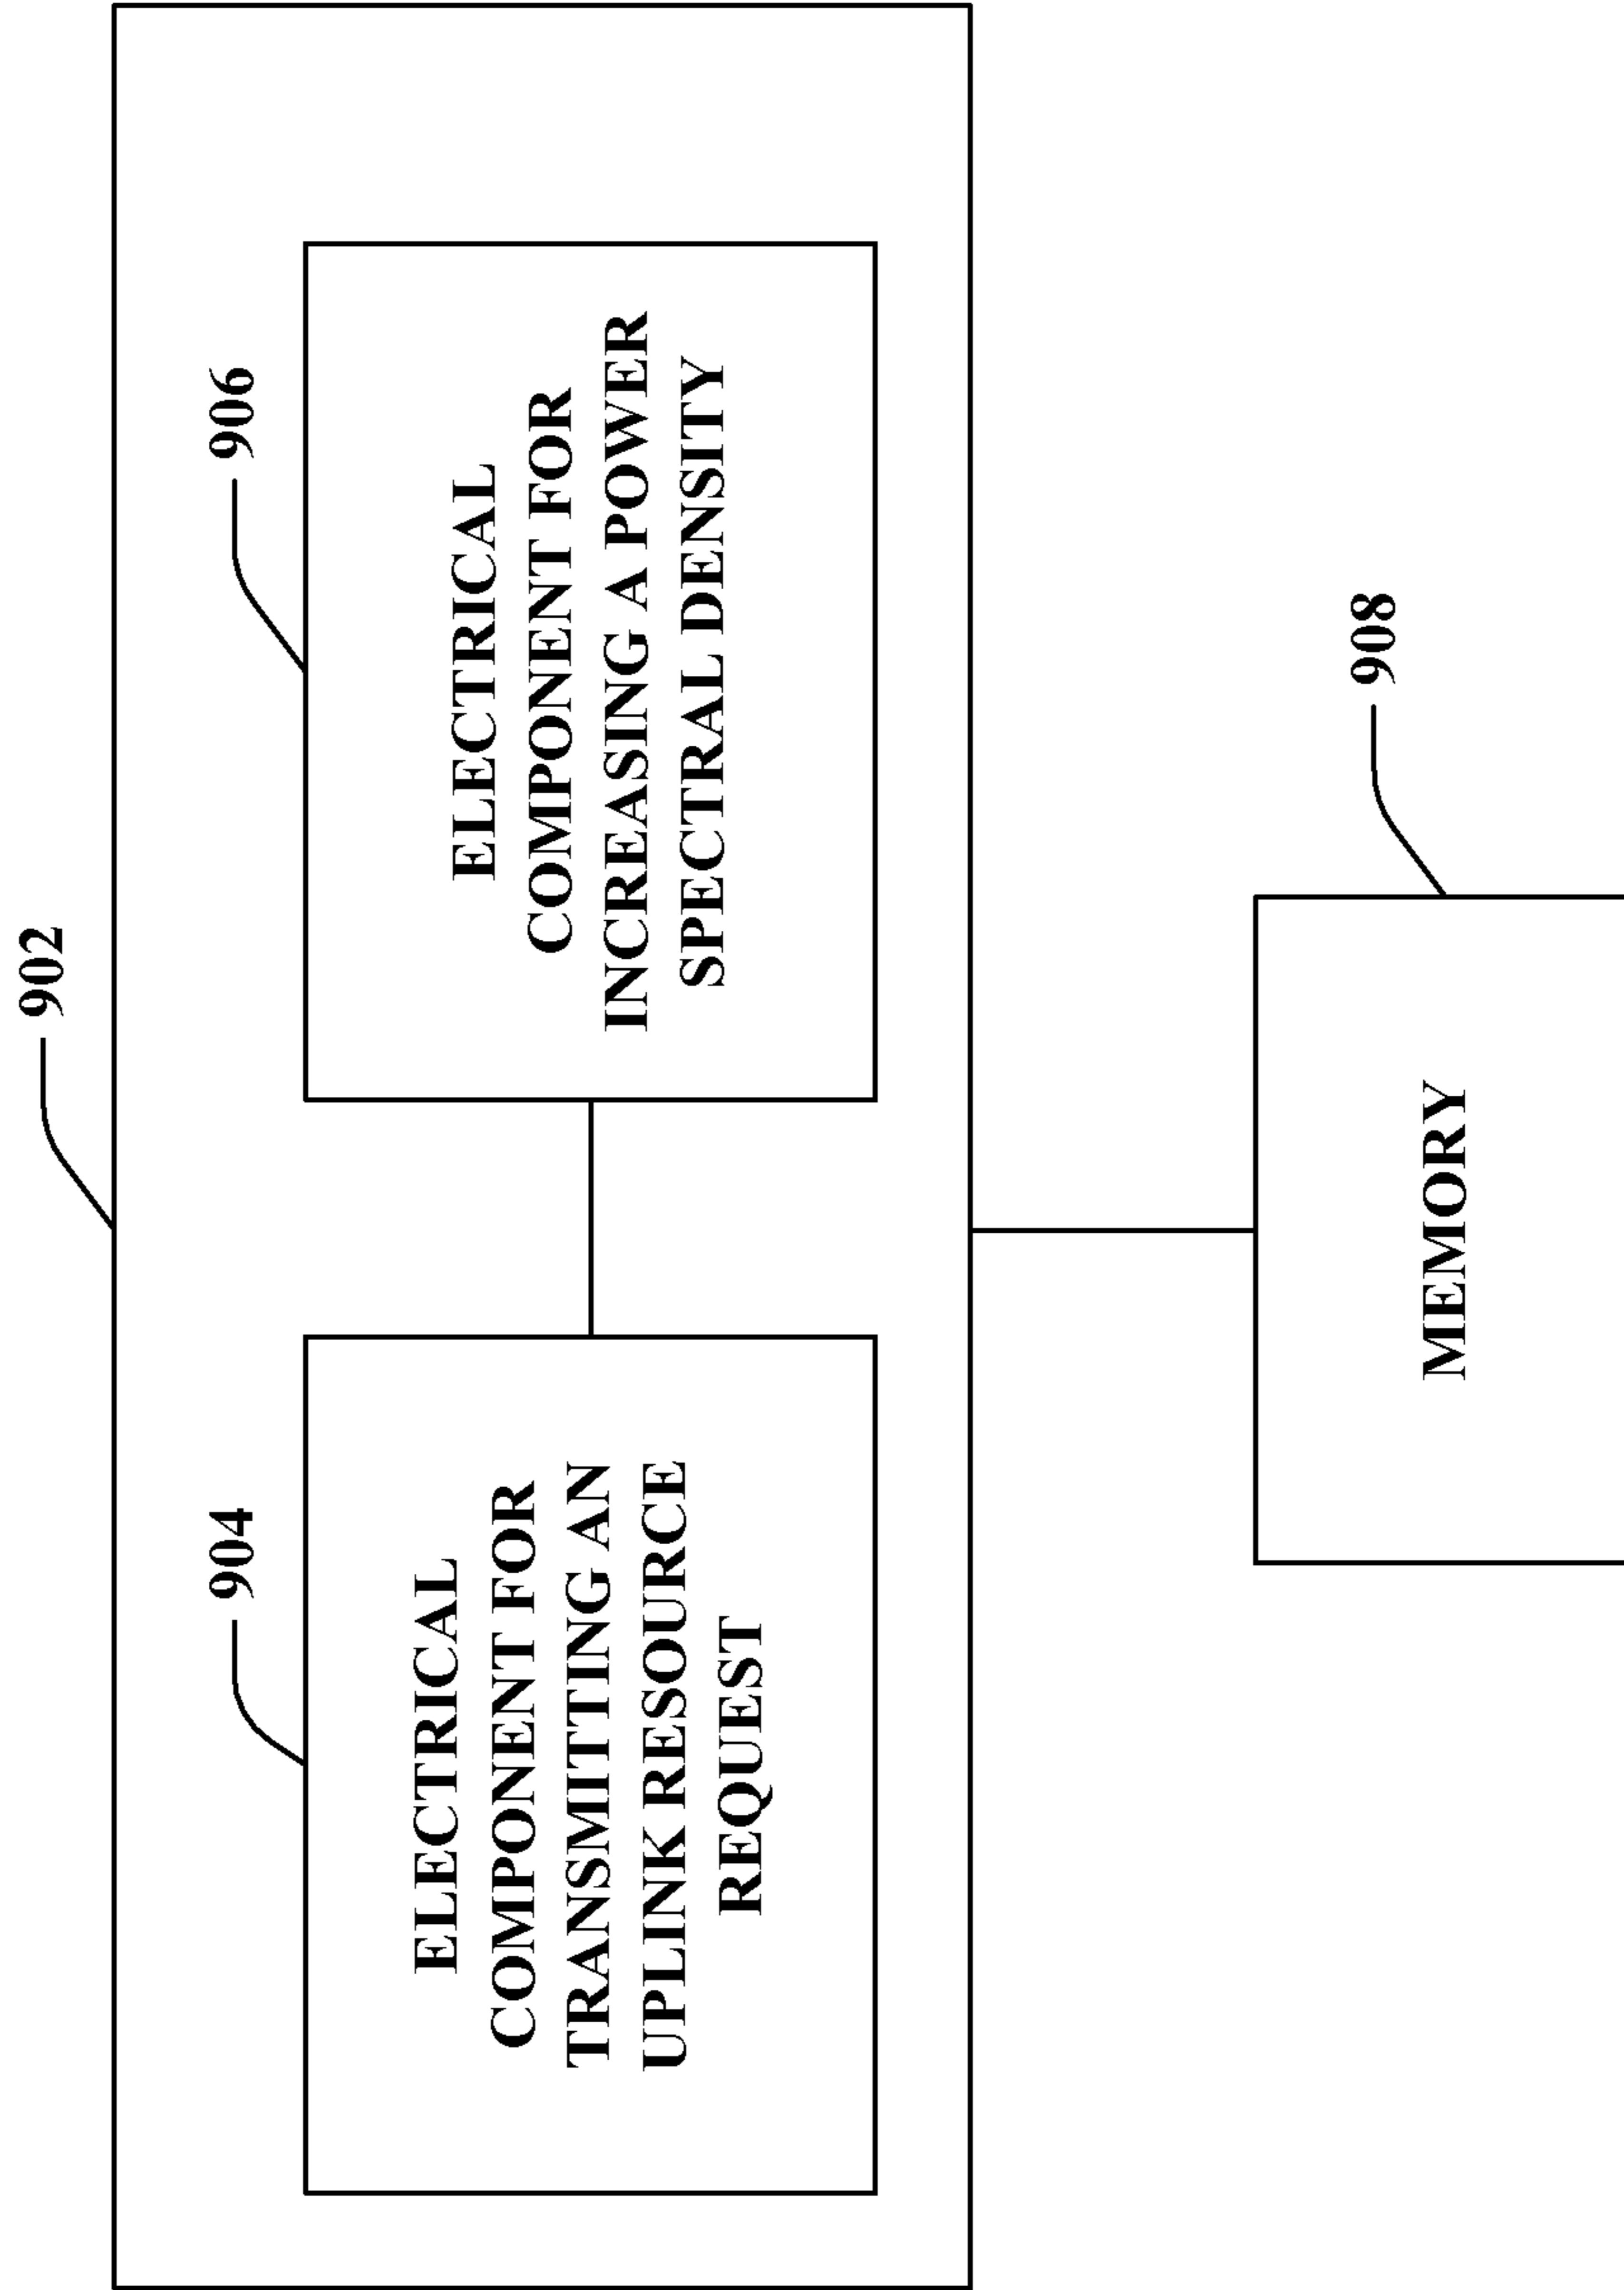 902
904
ELECTRICAL
COMPONENT FOR
TRANSMITTING AN
UPLINK RESOURCE
REQUEST
906
ELECTRICAL
COMPONENT FOR
INCREASING A POWER
SPECTRAL DENSITY
908
MEMORY